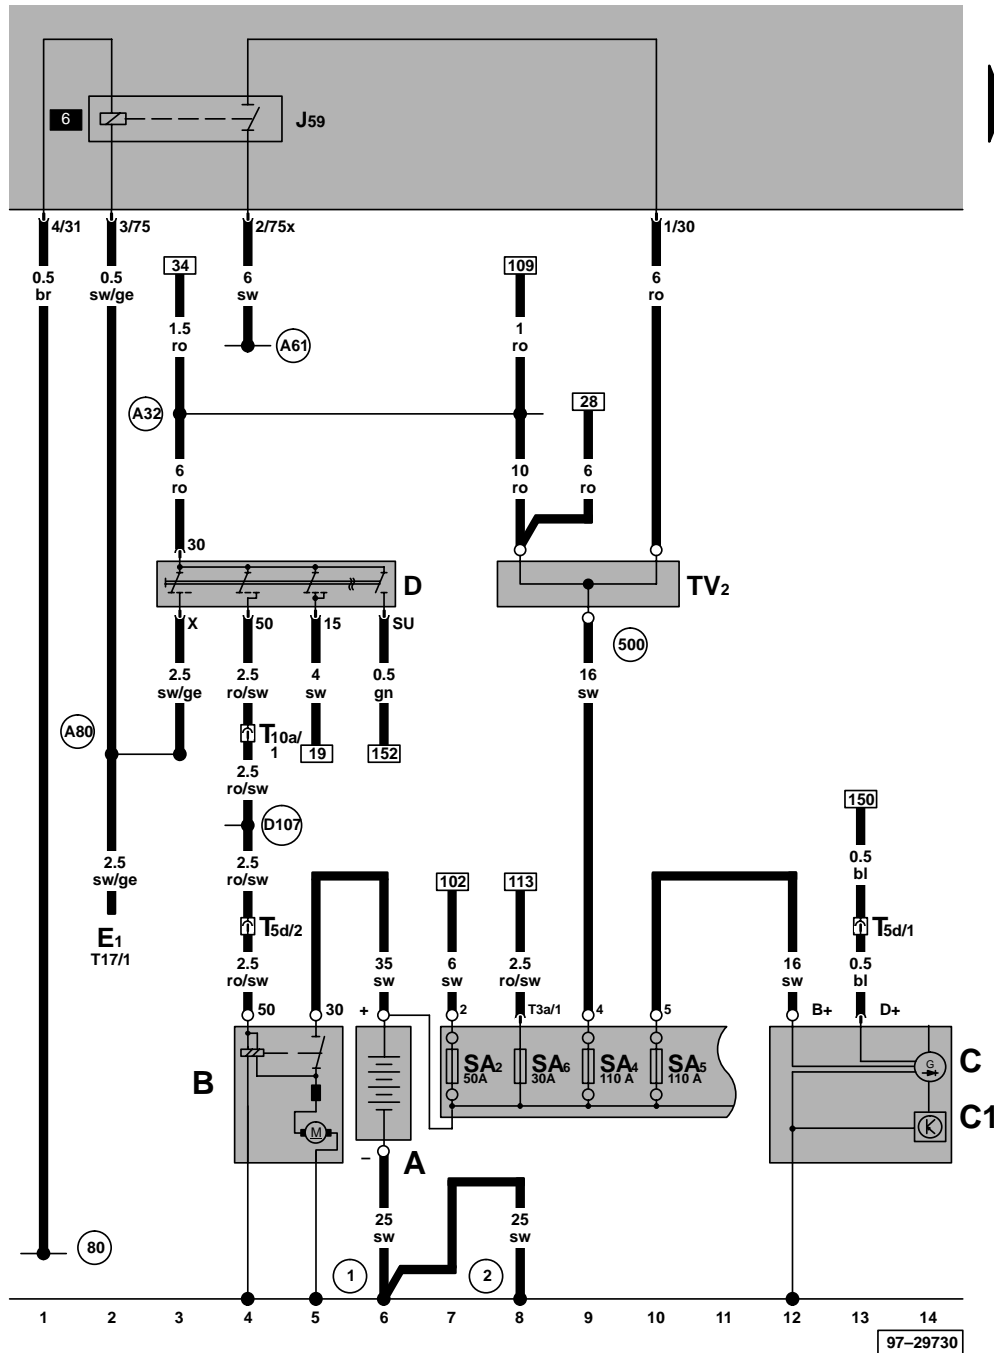 6
J59
4/31 3/75 2/75x 1/30
34 109
0.5 0.5 6 6
br sw/ge sw ro
1.5 1
ro ro
A61
A32 28
6 10 6
ro ro ro
30
D TV2
X 50 15 SU
500
2.5 2.5 4 0.5 16
sw/ge ro/sw sw gn sw
A80 T10a/
1
19 152
2.5
ro/sw
150
D107
2.5 2.5 0.5
sw/ge ro/sw bl
102 113
E1 T5d/2 T5d/1
T17/1
2.5 35 6 2.5 16 0.5
ro/sw sw sw ro/sw sw bl
50 30 + 2 T3a/1 4 5 B+ D+
SA2 SA6 SA4 SA5 G C
50A 30A 110 A 110 A
B
C1
M K
– A
25 25
sw sw
80 1 2
1 2 3 4 5 6 7 8 9 10 11 12 13 14
97–29730